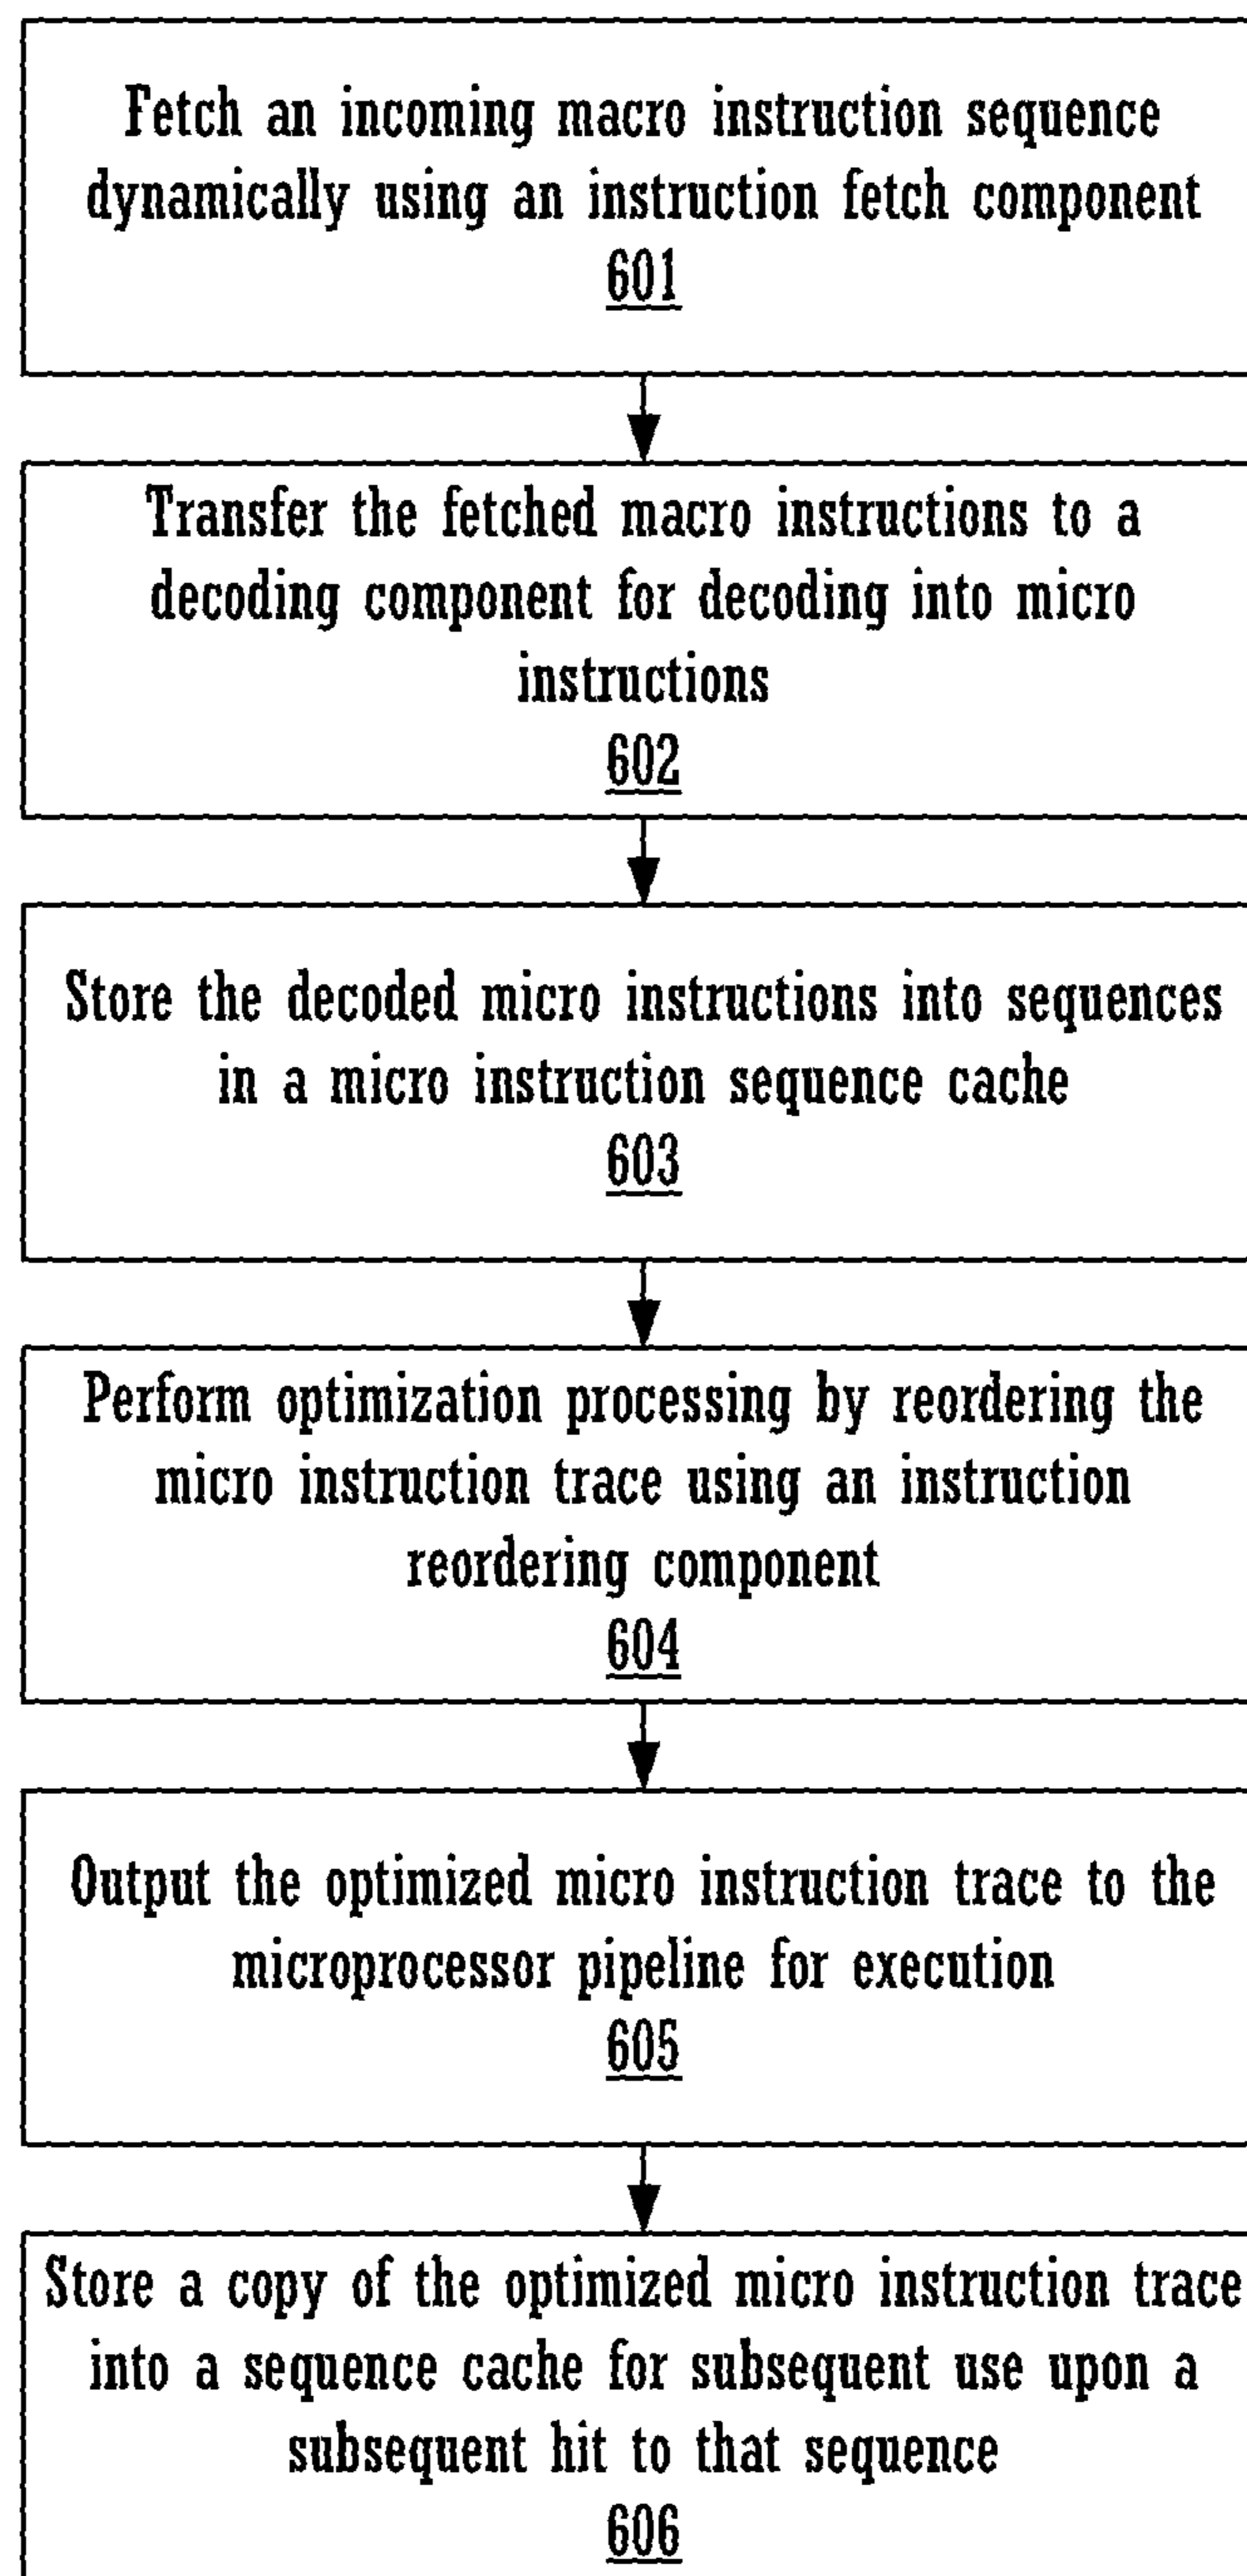 Fetch an incoming macro instruction sequence
dynamically using an instruction fetch component
601
Transfer the fetched macro instructions to a
decoding component for decoding into micro
instructions
602
Store the decoded micro instructions into sequences
in a micro instruction sequence cache
603
Perform optimization processing by reordering the
micro instruction trace using an instruction
reordering component
604
Output the optimized micro instruction trace to the
microprocessor pipeline for execution
605
Store a copy of the optimized micro instruction trace
into a sequence cache for subsequent use upon a
subsequent hit to that sequence
606